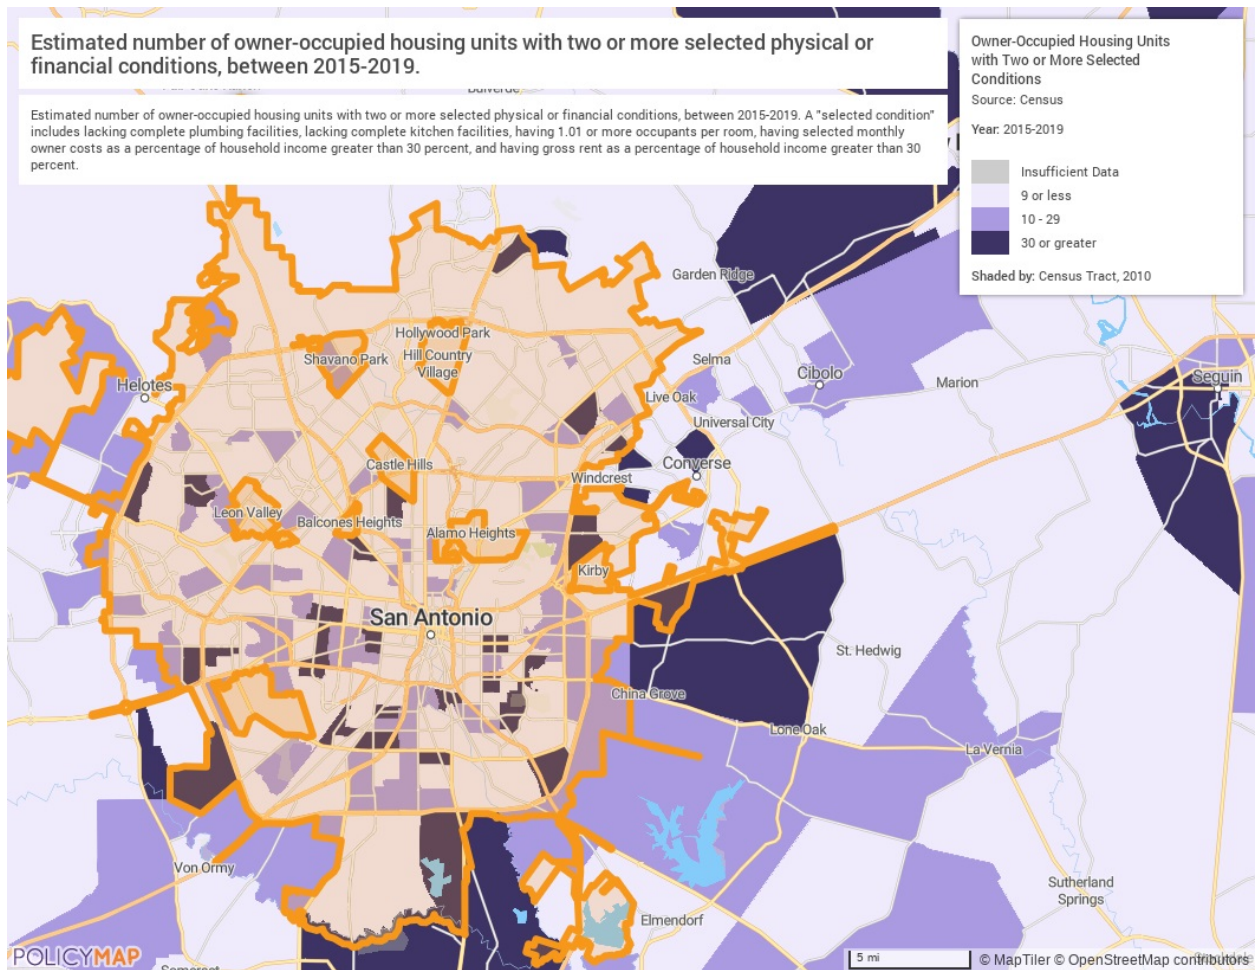 Estimated number of owner-occupied housing units with two or more selected physical or
financial conditions, between 2015-2019.
Estimated number of owner-occupied housing units with two or more selected physical or financial conditions, between 2015-2019. A "selected condition"
includes lacking complete plumbing facilities, lacking complete kitchen facilities, having 1.01 or more occupants per room, having selected monthly
owner costs as a percentage of household income greater than 30 percent, and having gross rent as a percentage of household income greater than 30
percent.
Owner-Occupied Housing Units
with Two or More Selected
Conditions
Source: Census
Year: 2015-2019
Insufficient Data
9 or less
10 - 29
30 or greater
Shaded by: Census Tract, 2010
Garden Ridge
Hollywood Park
Shavano Park
Hill Country
Village
Selma
Cibolo
Marion
Seguin
Helotes
Live Oak
Universal City
Castle Hills
Windcrest
Converse
Leon Valley
Balcones Heights
Alamo Heights
Kirby
San Antonio
St. Hedwig
China Grove
Lone Oak
La Vernia
Von Ormy
Sutherland
Springs
Elmendorf
POLICYMAP
Somerset
5 mi
© MapTiler © OpenStreetMap contributors